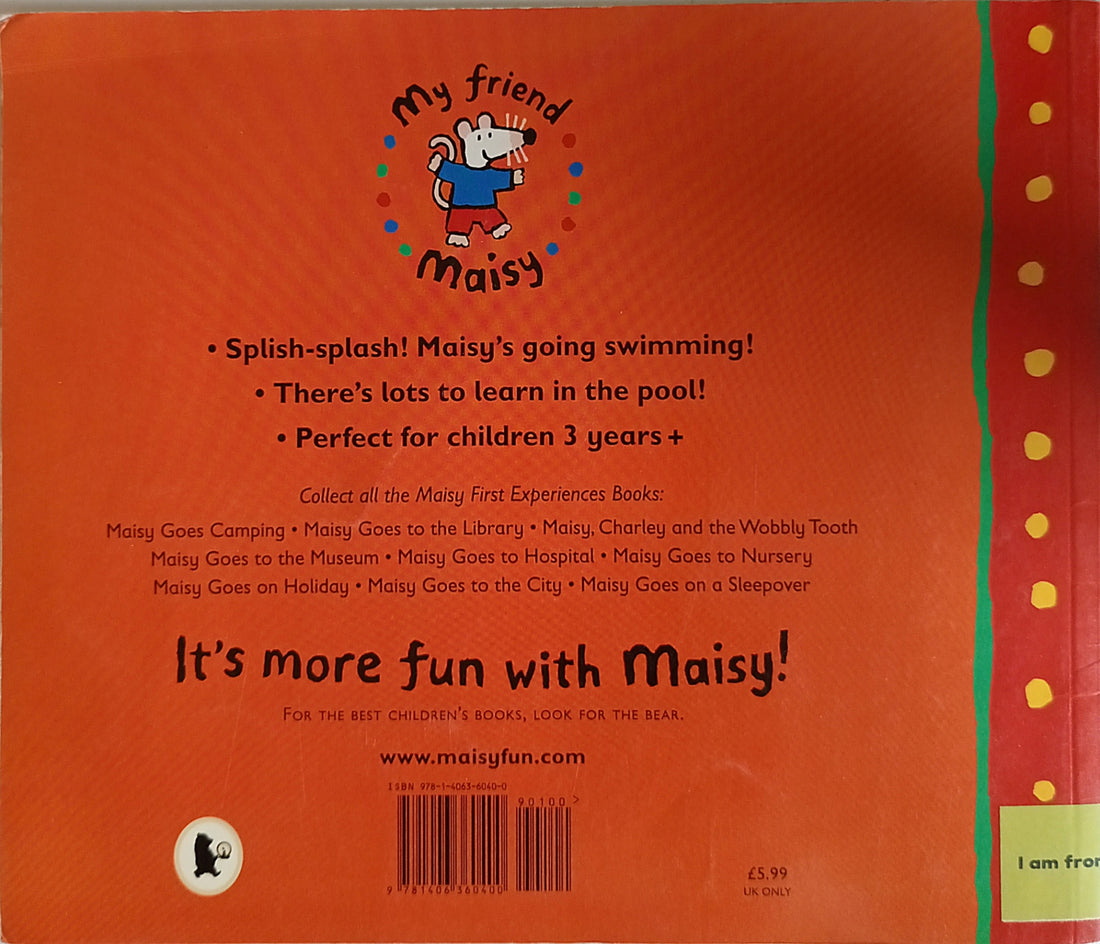 My friend
Maisy
• Splish-splash! Maisy's going swimming!
• There's lots to learn in the pool!
• Perfect for children 3 years +
Collect all the Maisy First Experiences Books:
Maisy Goes Camping • Maisy Goes to the Library • Maisy, Charley and the Wobbly Tooth
Maisy Goes to the Museum • Maisy Goes to Hospital • Maisy Goes to Nursery
Maisy Goes on Holiday • Maisy Goes to the City • Maisy Goes on a Sleepover
It's more fun with Maisy!
FOR THE BEST CHILDREN'S BOOKS, LOOK FOR THE BEAR.
www.maisyfun.com
ISBN 978-1-4063-6040-0
90100 >
9 781406 360400
£5.99
UK ONLY
I am from